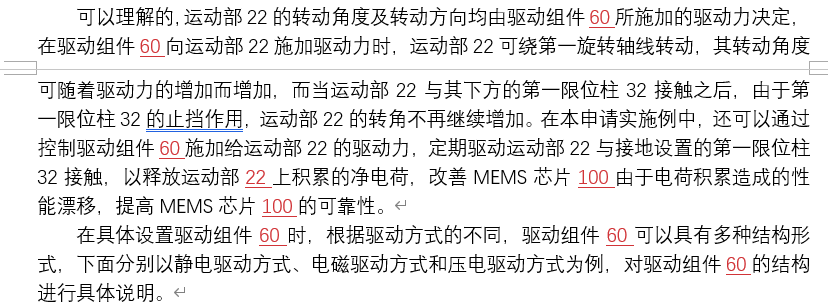 可以理解的,运动部 22 的转动角度及转动方向均由驱动组件 60 所施加的驱动力决定，
在驱动组件 60 向运动部 22 施加驱动力时，运动部 22 可绕第一旋转轴线转动，其转动角度
可随着驱动力的增加而增加，而当运动部 22 与其下方的第一限位柱 32 接触之后，由于第
一限位柱 32 的止挡作用，运动部 22 的转角不再继续增加。在本申请实施例中，还可以通过
控制驱动组件 60 施加给运动部 22 的驱动力，定期驱动运动部 22 与接地设置的第一限位柱
32 接触，以释放运动部 22 上积累的净电荷，改善 MEMS 芯片 100 由于电荷积累造成的性
能漂移，提高 MEMS 芯片 100 的可靠性。
在具体设置驱动组件 60 时，根据驱动方式的不同，驱动组件 60 可以具有多种结构形
式，下面分别以静电驱动方式、电磁驱动方式和压电驱动方式为例，对驱动组件 60 的结构
进行具体说明。